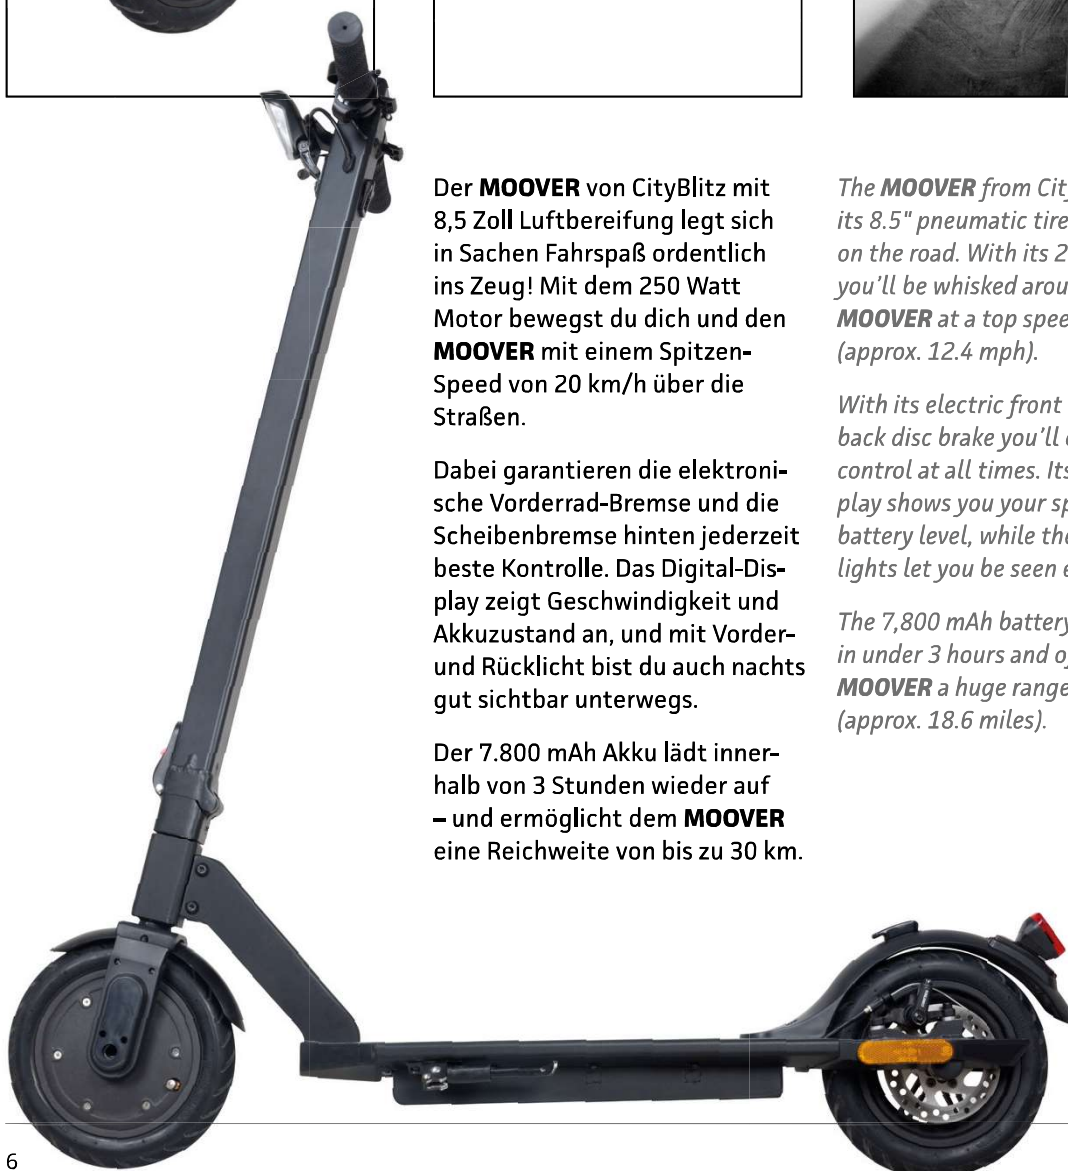 Der MOOVER von CityBlitz mit
8,5 Zoll Luftbereifung legt sich
in Sachen Fahrspaß ordentlich
ins Zeug! Mit dem 250 Watt
Motor bewegst du dich und den
MOOVER mit einem Spitzen-
Speed von 20 km/h über die
Straßen.
Dabei garantieren die elektroni-
sche Vorderrad-Bremse und die
Scheibenbremse hinten jederzeit
beste Kontrolle. Das Digital-Dis-
play zeigt Geschwindigkeit und
Akkuzustand an, und mit Vorder-
und Rücklicht bist du auch nachts
gut sichtbar unterwegs.
Der 7.800 mAh Akku lädt inner-
halb von 3 Stunden wieder auf
– und ermöglicht dem MOOVER
eine Reichweite von bis zu 30 km.
The MOOVER from
its 8.5" pneumatic
on the road. With its
you’ll be whisked
MOOVER at a top
(approx. 12.4 mph).
With its electric front
back disc brake you’ll
control at all times.
play shows you your
battery level, while
lights let you be seen
The 7,800 mAh battery
in under 3 hours and
MOOVER a huge range
(approx. 18.6 miles).
6